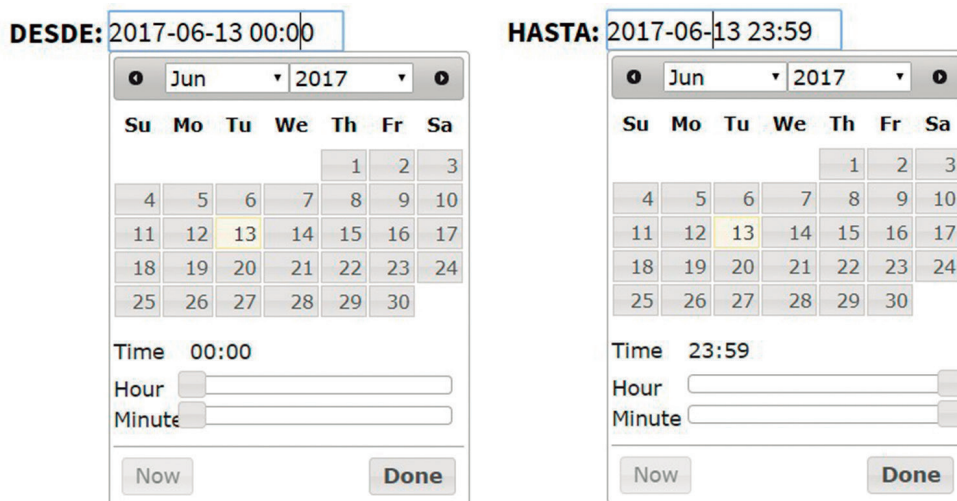 DESDE: 2017-06-13 00:00
Jun 2017
Su Mo Tu We Th Fr Sa
1 2 3
4 5 6 7 8 9 10
11 12 13 14 15 16 17
18 19 20 21 22 23 24
25 26 27 28 29 30
Time 00:00
Hour
Minute
Now Done
HASTA: 2017-06-13 23:59
Jun 2017
Su Mo Tu We Th Fr Sa
1 2 3
4 5 6 7 8 9 10
11 12 13 14 15 16 17
18 19 20 21 22 23 24
25 26 27 28 29 30
Time 23:59
Hour
Minute
Now Done